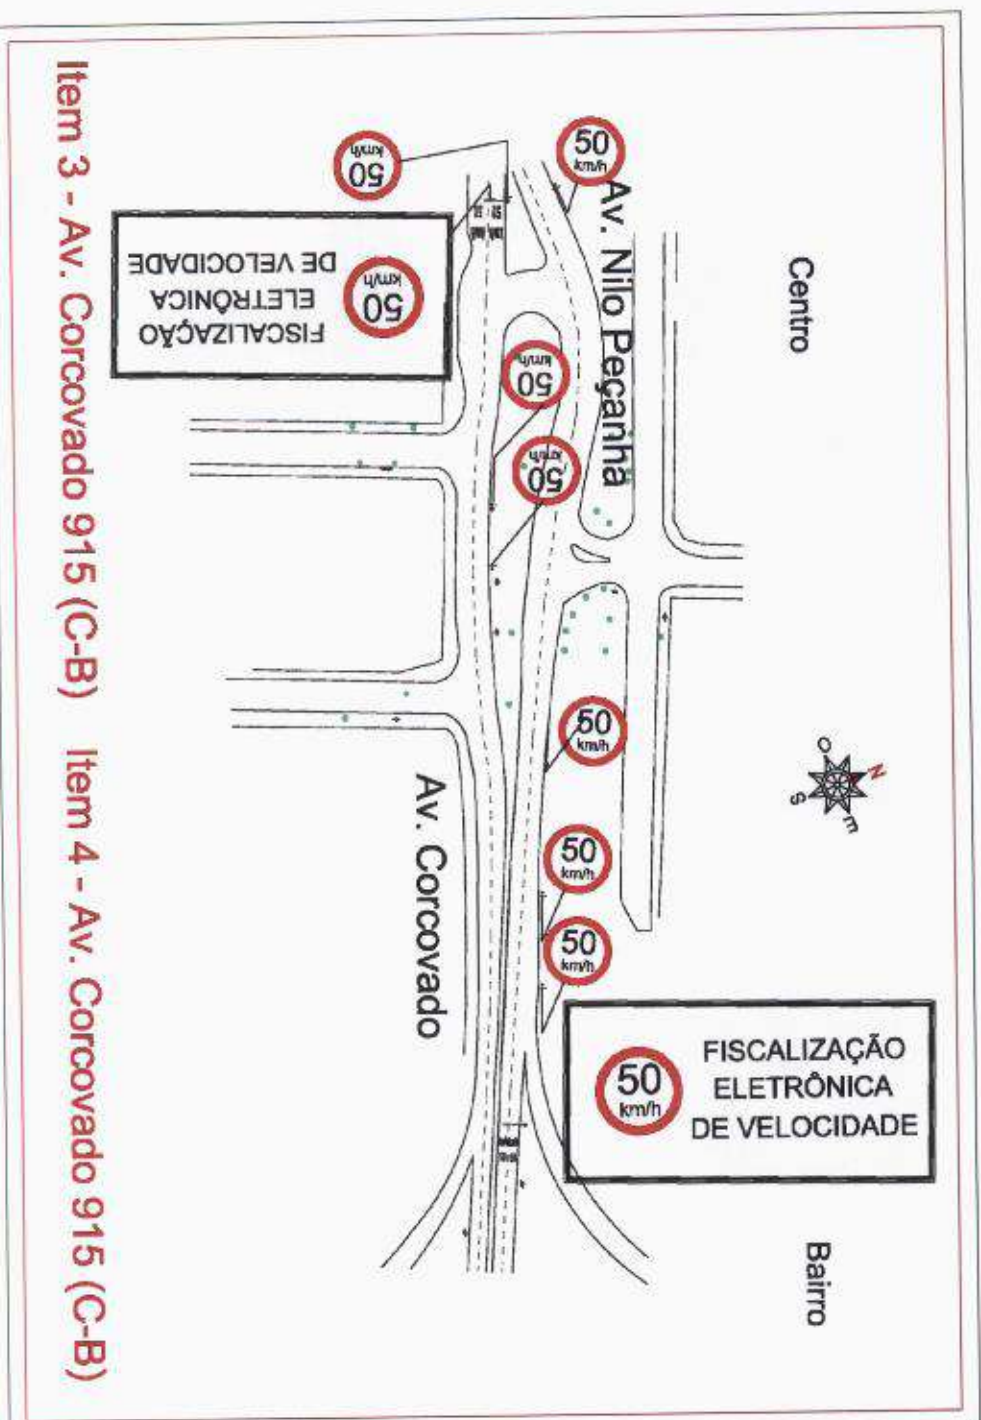 Item 3 - Av. Corcovado 915 (C-B) Item 4 - Av. Corcovado 915 (C-B)
Centro
Bairro
Av. Nilo Peçanha
Av. Corcovado
50
km/h
50
km/h
FISCALIZAÇÃO
ELETRÔNICA
DE VELOCIDADE
50
km/h
50
km/h
50
km/h
50
km/h
50
km/h
50
km/h
50
km/h
50
km/h
FISCALIZAÇÃO
ELETRÔNICA
DE VELOCIDADE
N
O
S
E